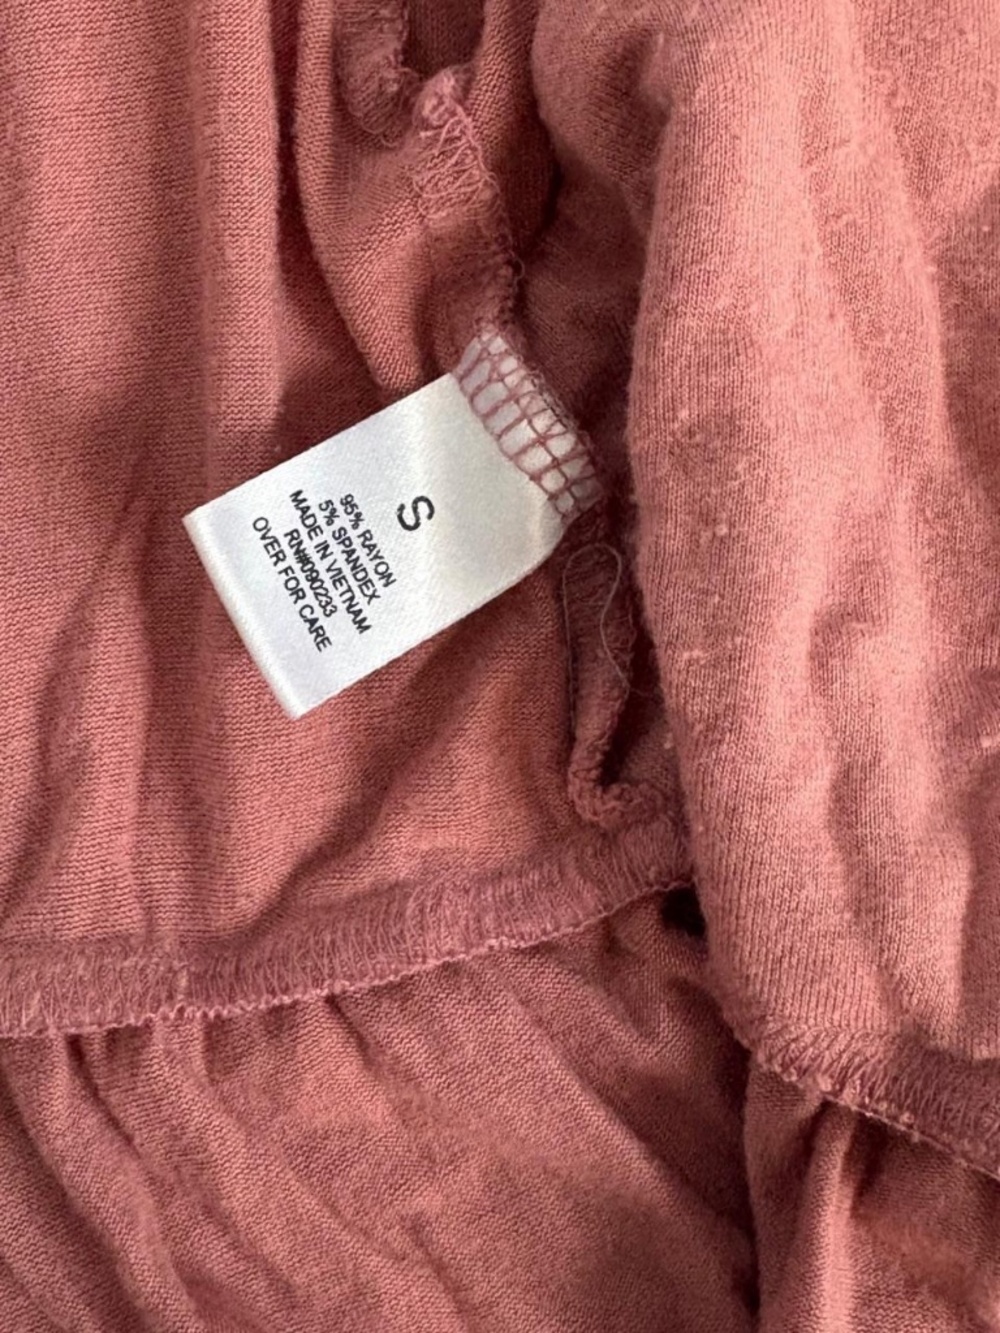 S
95% RAYON
5% SPANDEX
MADE IN VIETNAM
RN#090233
OVER FOR CARE